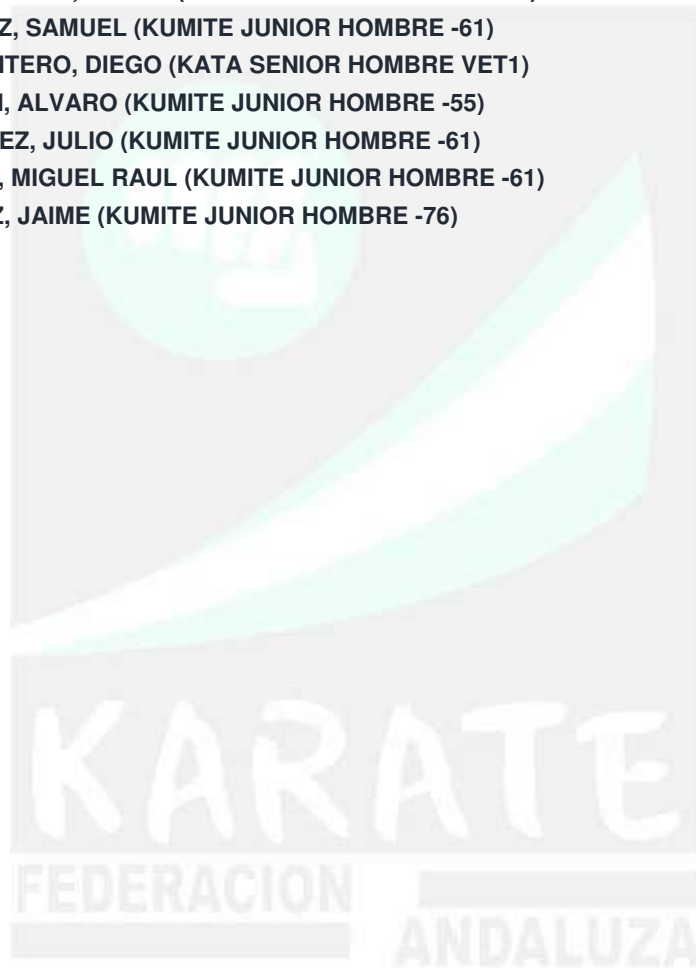 Z, SAMUEL (KUMITE JUNIOR HOMBRE -61)
TERO, DIEGO (KATA SENIOR HOMBRE VET1)
, ALVARO (KUMITE JUNIOR HOMBRE -55)
EZ, JULIO (KUMITE JUNIOR HOMBRE -61)
, MIGUEL RAUL (KUMITE JUNIOR HOMBRE -61)
Z, JAIME (KUMITE JUNIOR HOMBRE -76)
KARATE
FEDERACION
ANDALUZA